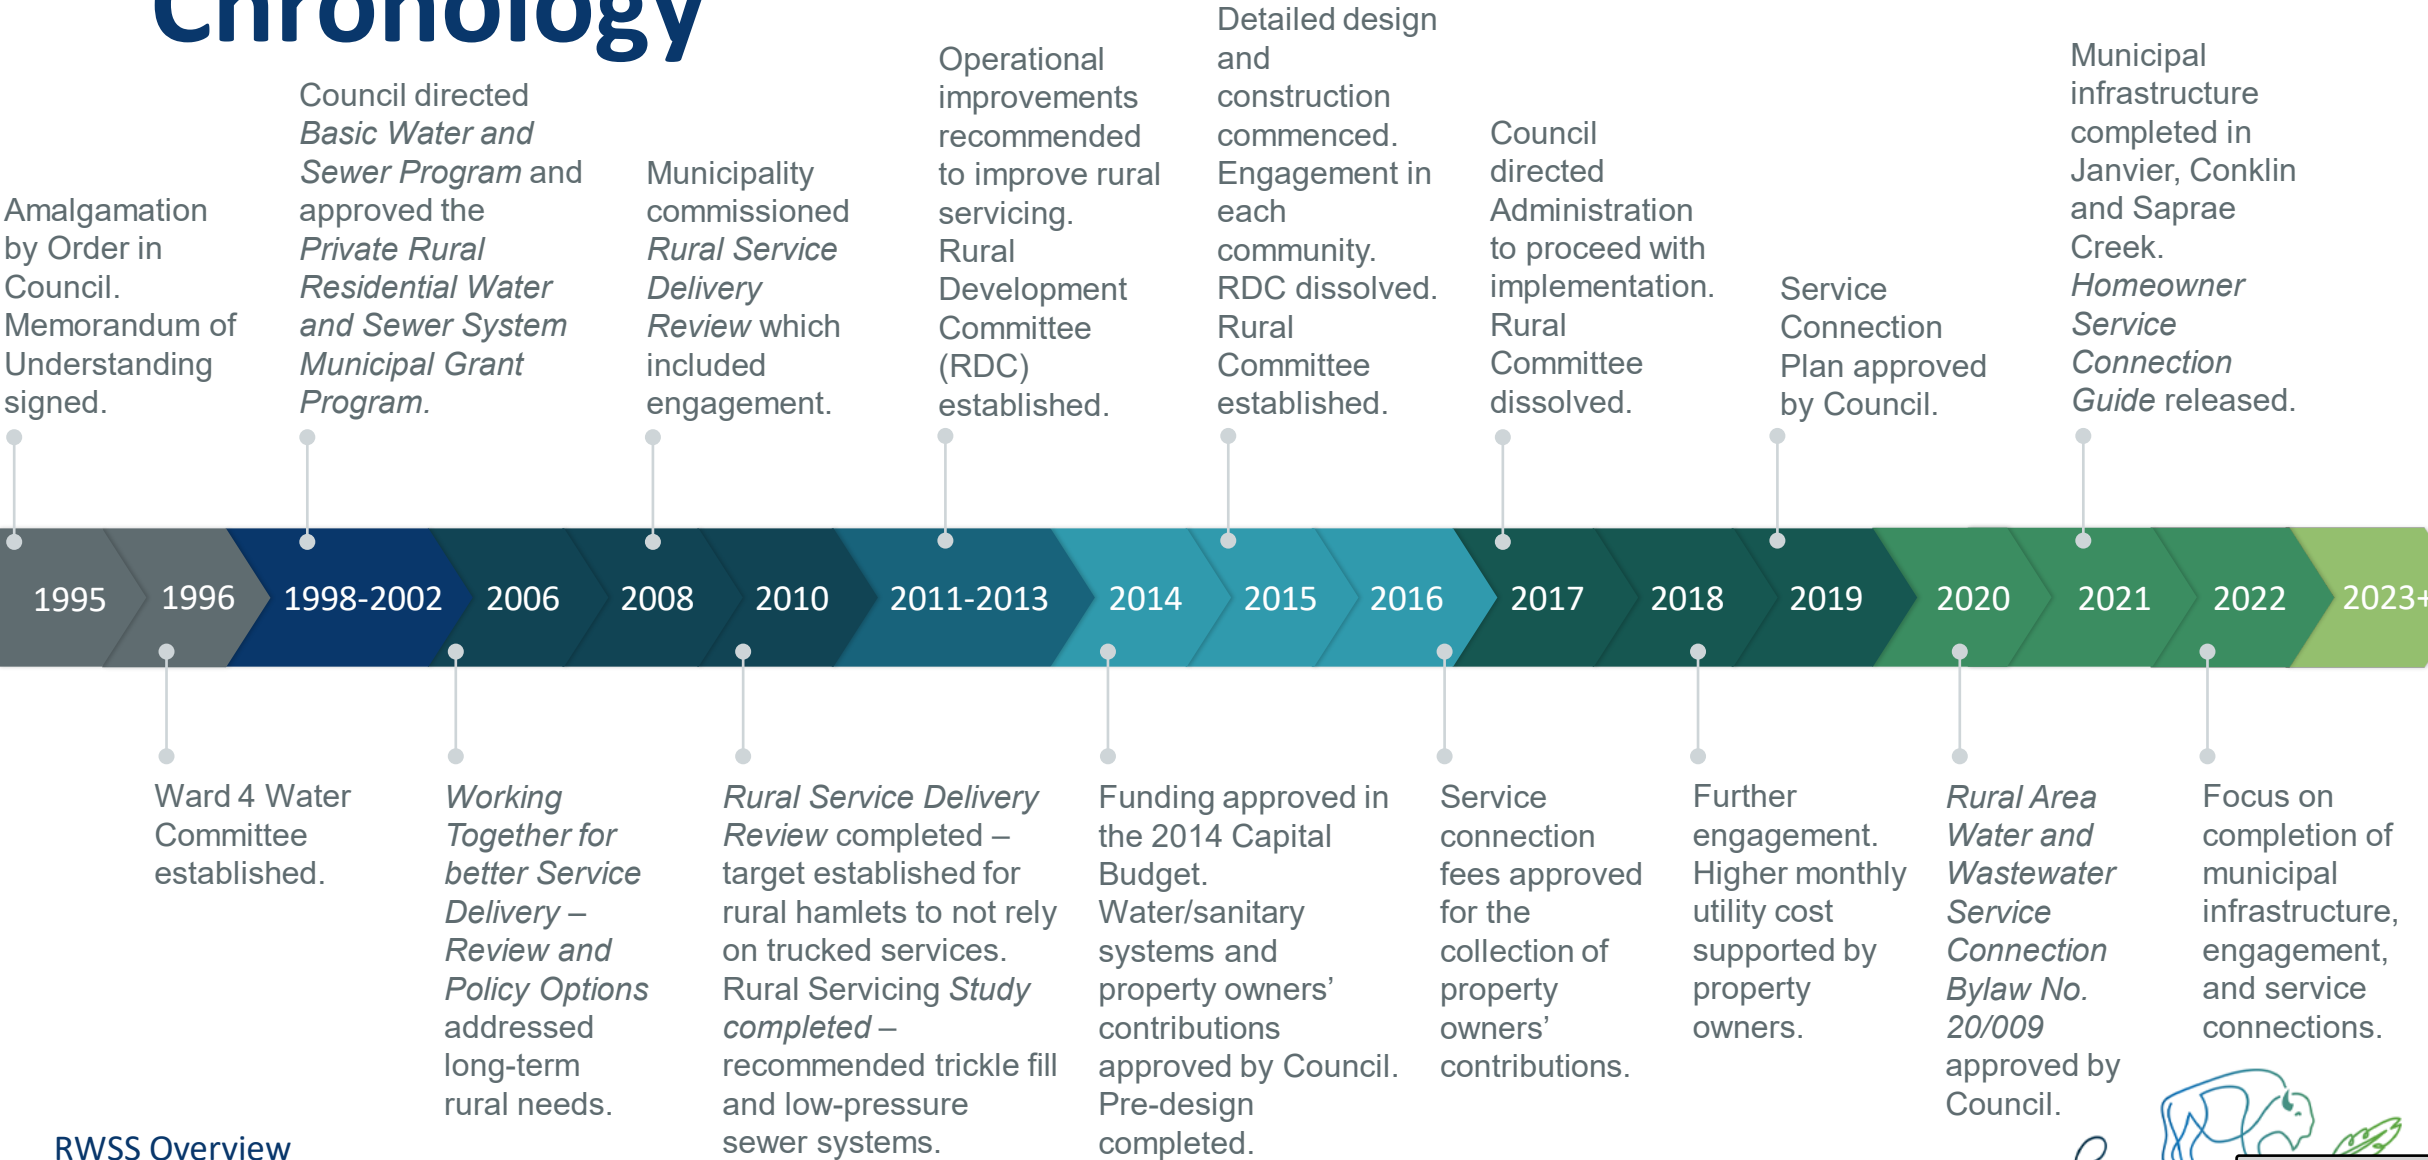 Chronology
Amalgamation
by Order in
Council.
Memorandum of
Understanding
signed.
Council directed
Basic Water and
Sewer Program and
approved the
Private Rural
Residential Water
and Sewer System
Municipal Grant
Program.
Municipality
commissioned
Rural Service
Delivery
Review which
included
engagement.
Operational
improvements
recommended
to improve rural
servicing.
Rural
Development
Committee
(RDC)
established.
Detailed design
and
construction
commenced.
Engagement in
each
community.
RDC dissolved.
Rural
Committee
established.
Council
directed
Administration
to proceed with
implementation.
Rural
Committee
dissolved.
Service
Connection
Plan approved
by Council.
Municipal
infrastructure
completed in
Janvier, Conklin
and Saprae
Creek.
Homeowner
Service
Connection
Guide released.
1995 1996 1998-2002 2006 2008 2010 2011-2013 2014 2015 2016 2017 2018 2019 2020 2021 2022 2023+
Ward 4 Water
Committee
established.
Working
Together for
better Service
Delivery –
Review and
Policy Options
addressed
long-term
rural needs.
Rural Service Delivery
Review completed –
target established for
rural hamlets to not rely
on trucked services.
Rural Servicing Study
completed –
recommended trickle fill
and low-pressure
sewer systems.
Funding approved in
the 2014 Capital
Budget.
Water/sanitary
systems and
property owners’
contributions
approved by Council.
Pre-design
completed.
Service
connection
fees approved
for the
collection of
property
owners’
contributions.
Further
engagement.
Higher monthly
utility cost
supported by
property
owners.
Rural Area
Water and
Wastewater
Service
Connection
Bylaw No.
20/009
approved by
Council.
Focus on
completion of
municipal
infrastructure,
engagement,
and service
connections.
RWSS Overview